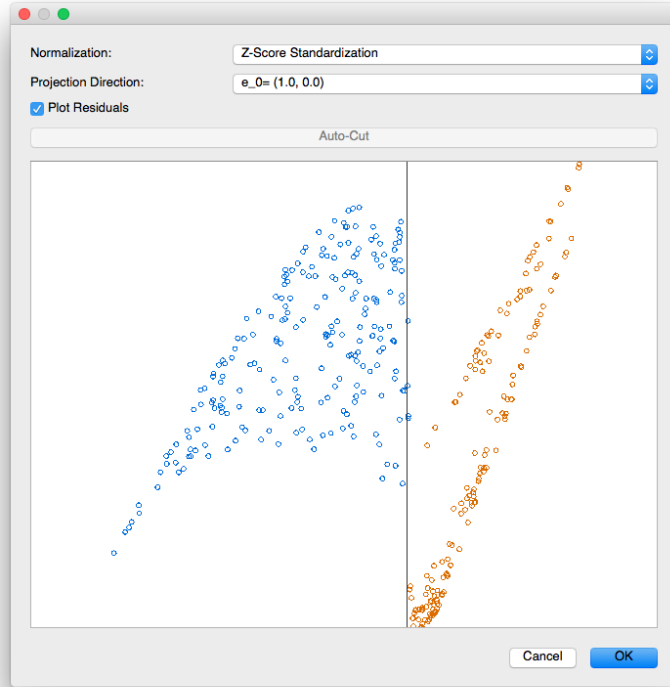 Normalization: Z-Score Standardization
Projection Direction: e_0= (1.0, 0.0)
Plot Residuals
Auto-Cut
Cancel OK